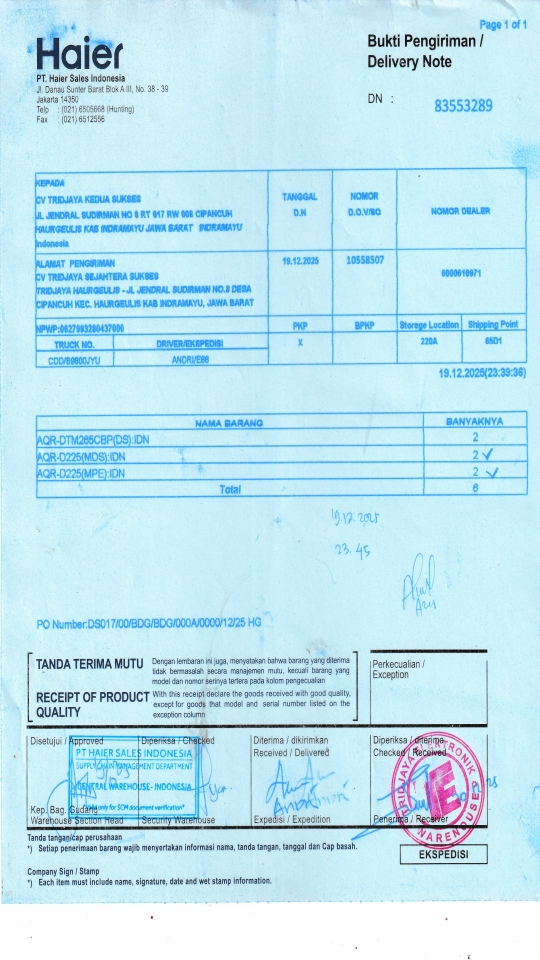 Page 1 of 1
Haier
Bukti Pengiriman /
Delivery Note
PT. Haier Sales Indonesia
Jl. Danau Sunter Barat Blok A III, No. 38 - 39
Jakarta 14350
Telp : (021) 6505668 (Hunting)
Fax : (021) 6512556
DN : 83553289
KEPADA
CV TRIDJAYA KEDUA SUKSES
JL JENDRAL SUDIRMAN NO 8 RT 017 RW 008 CIPANCUH
HAURGEULIS KAB INDRAMAYU JAWA BARAT INDRAMAYU
Indonesia
TANGGAL
D.N
NOMOR
D.O.V/SO
NOMOR DEALER
ALAMAT PENGIRIMAN
CV TRIDJAYA SEJAHTERA SUKSES
TRIDJAYA HAURGEULIS - JL JENDRAL SUDIRMAN NO.8 DESA
CIPANCUH KEC. HAURGEULIS KAB INDRAMAYU, JAWA BARAT
19.12.2025
10558507
NPWP:0627993280437000
PKP BPKP Storege Location Shipping Point
TRUCK NO. DRIVER/EKSPEDISI X 220A 85D1
ANDRI/E86
19.12.2025(23:39:36)
NAMA BARANG BANYAKNYA
AQR-DTM265CBP(DS):IDN 2
AQR-D225(MDS):IDN 2 ✓
AQR-D225(MPE):IDN 2 ✓
Total 6
19.12.2025
23.45
PO Number:DS017/00/BDG/BDG/000A/0000/12/25 HG
TANDA TERIMA MUTU
Dengan lembaran ini juga, menyatakan bahwa barang yang diterima
tidak bermasalah secara manajemen mutu, kecuali barang yang
model dan nomor serinya tertera pada kolom pengecualian
RECEIPT OF PRODUCT
QUALITY
With this receipt declare the goods received with good quality,
except for goods that model and serial number listed on the
exception column
Perkecualian /
Exception
Disetujui / Approved
Diperiksa / Checked
Diterima / dikirimkan
Received / Delivered
Diperiksa / diterima
Checked / Received
PT HAIER SALES INDONESIA
SUPPLY CHAIN MANAGEMENT DEPARTMENT
CENTRAL WAREHOUSE - INDONESIA
only for SCM document verification*
TRIDJAYA ELEKTRONIK
WAREHOUSE
Kep. Bag. Gudang
Warehouse Section Head
Security Warehouse
Expedisi / Expedition
Penerima / Receiver
Tanda tangan/cap perusahaan
*) Setiap penerimaan barang wajib menyertakan informasi nama, tanda tangan, tanggal dan Cap basah.
EKSPEDISI
Company Sign / Stamp
*) Each item must include name, signature, date and wet stamp information.